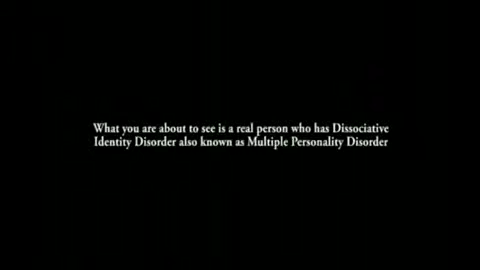 What you are about to see is a real person who has Dissociative
Identity Disorder also known as Multiple Personality Disorder